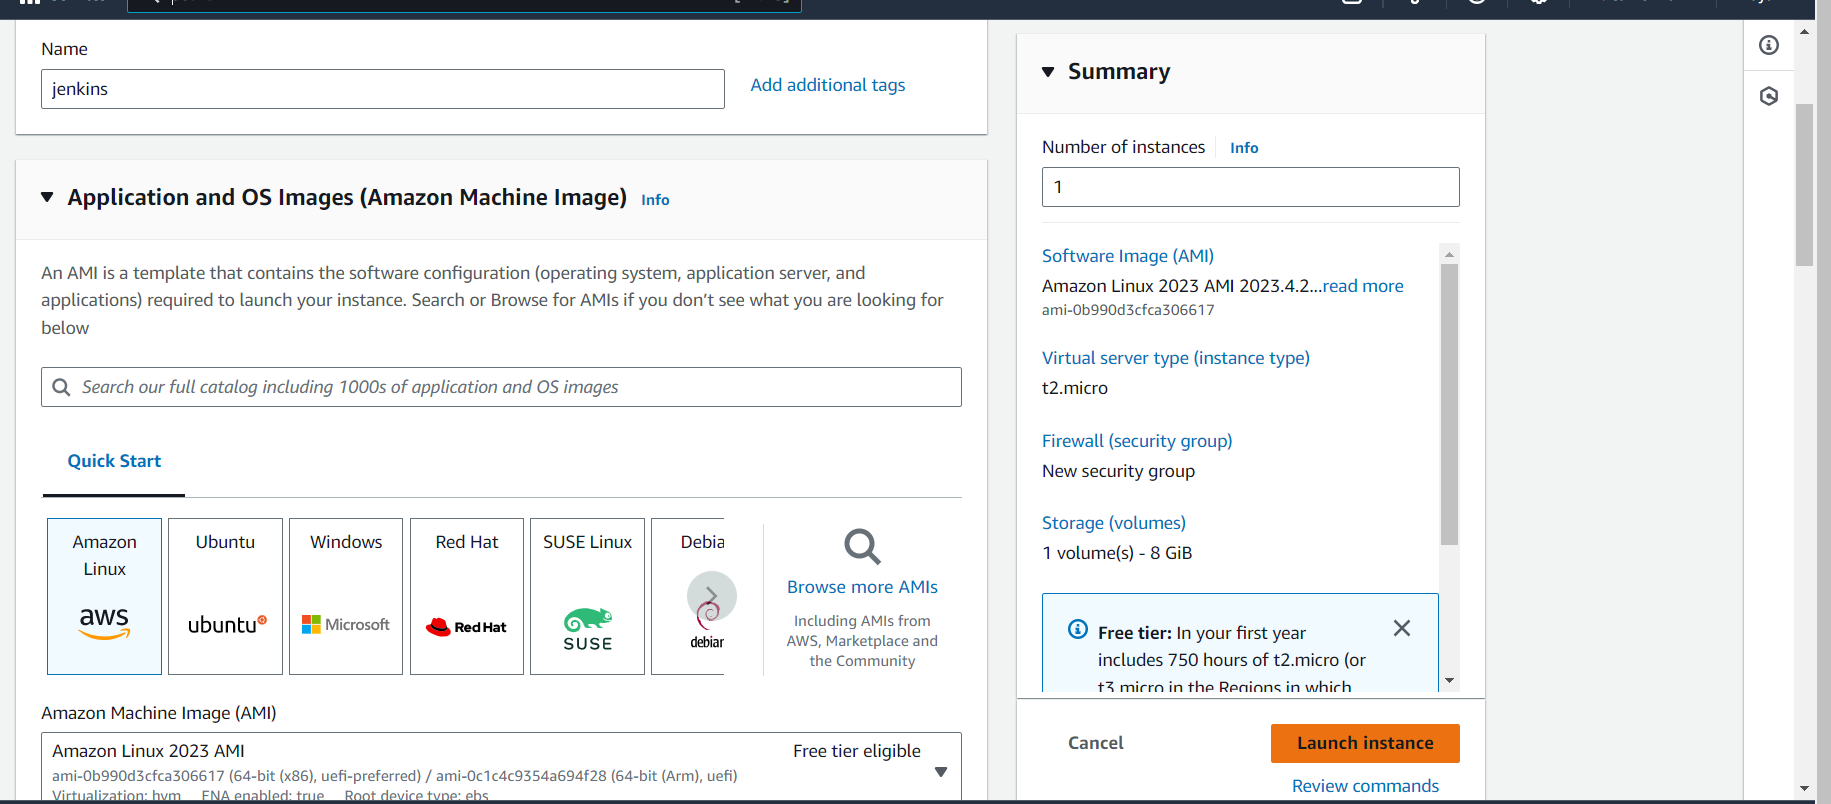 Name
jenkins
Add additional tags
Application and OS Images (Amazon Machine Image) Info
An AMI is a template that contains the software configuration (operating system, application server, and
applications) required to launch your instance. Search or Browse for AMIs if you don’t see what you are looking for
below
Search our full catalog including 1000s of application and OS images
Quick Start
Amazon
Linux
aws
Ubuntu
ubuntu
Windows
Microsoft
Red Hat
Red Hat
SUSE Linux
SUSE
Debia
debian
Browse more AMIs
Including AMIs from
AWS, Marketplace and
the Community
Amazon Machine Image (AMI)
Amazon Linux 2023 AMI
Free tier eligible
ami-0b990d3cfca306617 (64-bit (x86), uefi-preferred) / ami-0c1c4c9354a694f28 (64-bit (Arm), uefi)
Virtualization: hvm ENA enabled: true Root device type: ebs
Summary
Number of instances Info
1
Software Image (AMI)
Amazon Linux 2023 AMI 2023.4.2...read more
ami-0b990d3cfca306617
Virtual server type (instance type)
t2.micro
Firewall (security group)
New security group
Storage (volumes)
1 volume(s) - 8 GiB
Free tier: In your first year
includes 750 hours of t2.micro (or
t3.micro in the Regions in which
Cancel
Launch instance
Review commands